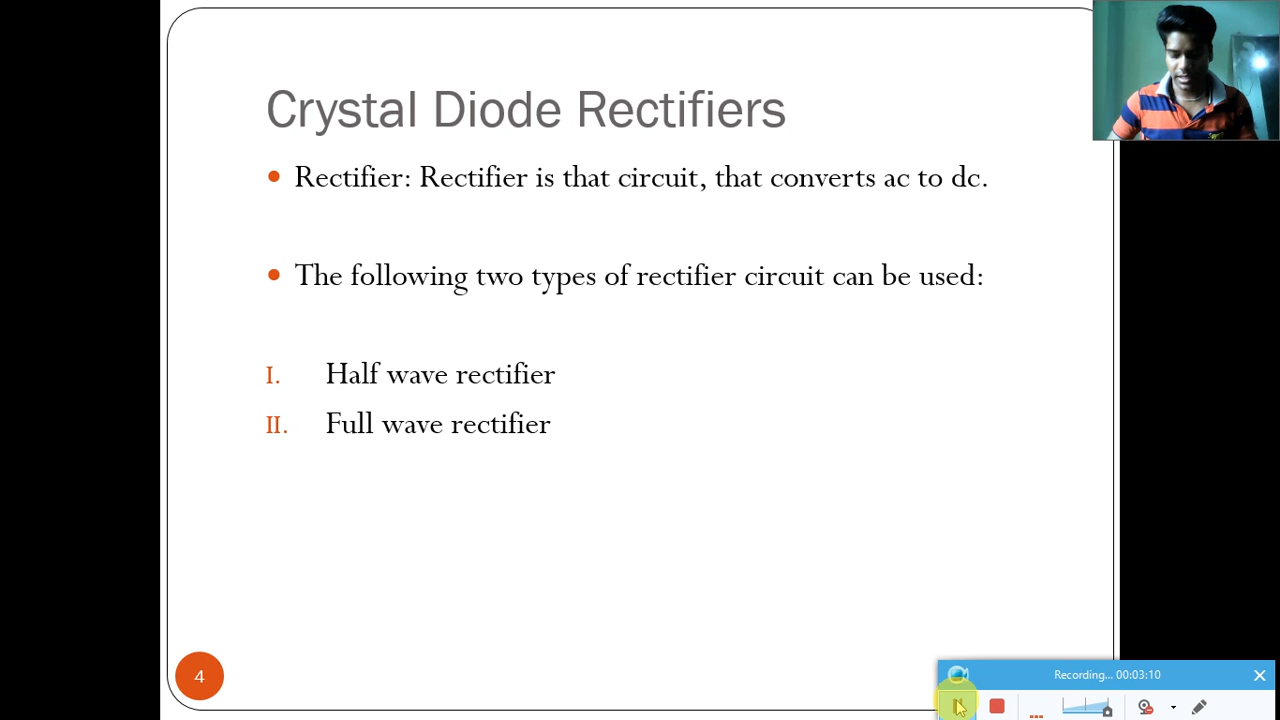 Crystal Diode Rectifiers
• Rectifier: Rectifier is that circuit, that converts ac to dc.
• The following two types of rectifier circuit can be used:
I. Half wave rectifier
II. Full wave rectifier
4
Recording... 00:03:10